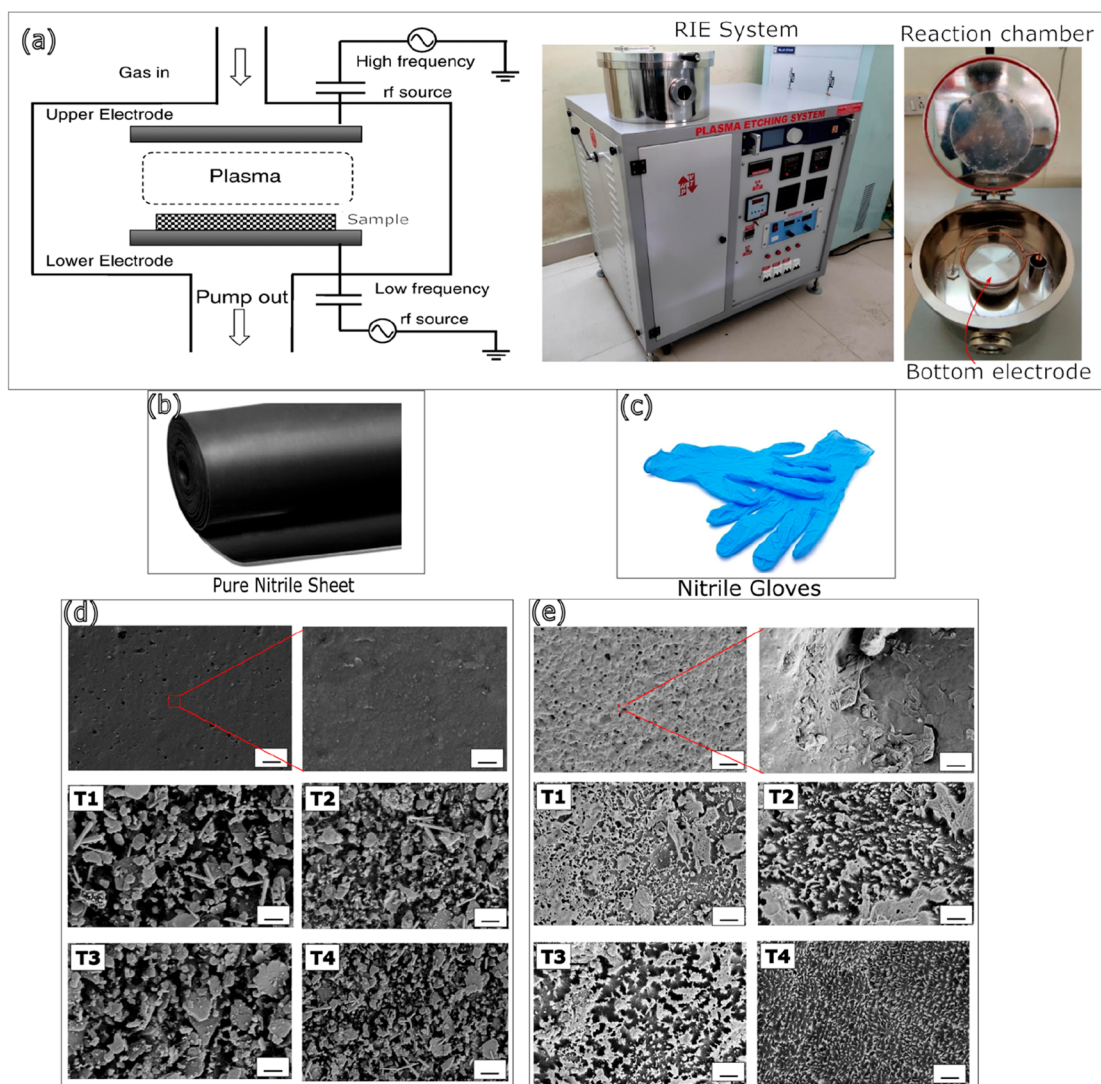 (a)
Gas in
High frequency
rf source
Upper Electrode
Plasma
Sample
Lower Electrode
Pump out
Low frequency
rf source
RIE System
PLASMA ETCHING SYSTEM
Reaction chamber
Bottom electrode
(b)
Pure Nitrile Sheet
(c)
Nitrile Gloves
(d)
T1
T2
T3
T4
(e)
T1
T2
T3
T4